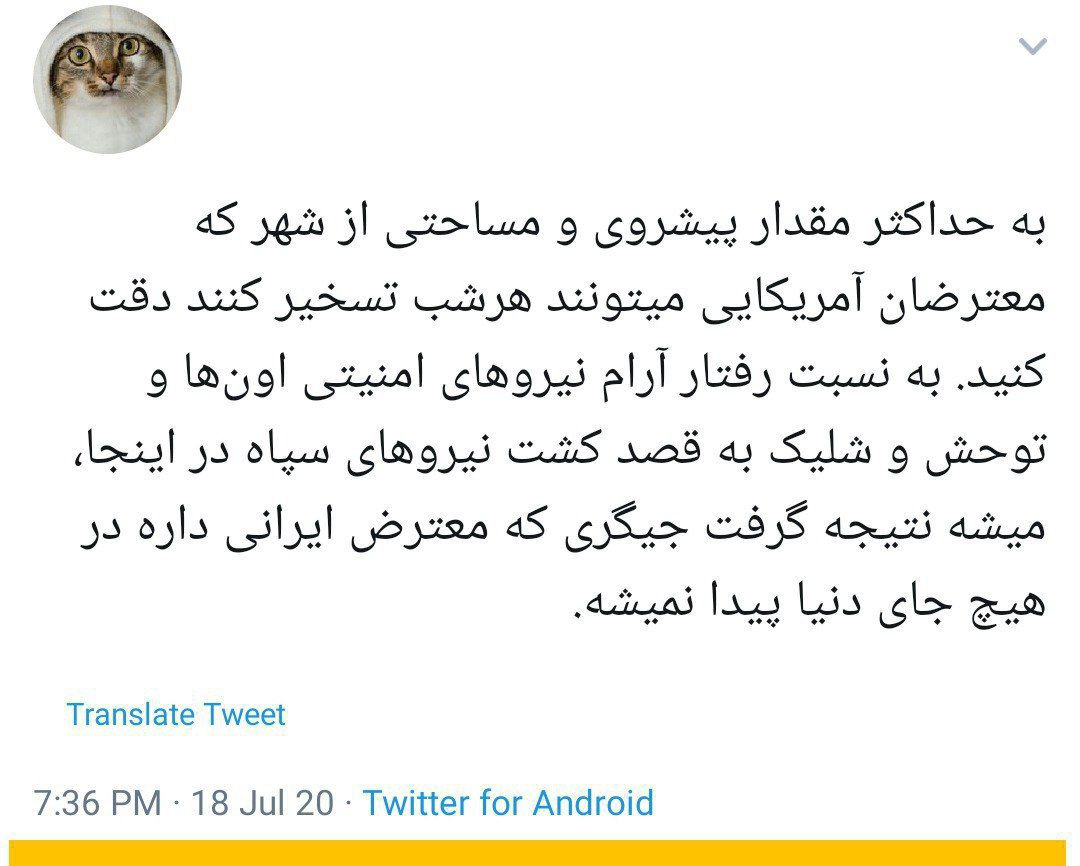 به حداکثر مقدار پیشروی و مساحتی از شهر که
معترضان آمریکایی میتونند هرشب تسخیر کنند دقت
کنید. به نسبت رفتار آرام نیروهای امنیتی اون‌ها و
توحش و شلیک به قصد کشت نیروهای سپاه در اینجا،
میشه نتیجه گرفت جیگری که معترض ایرانی داره در
هیچ جای دنیا پیدا نمیشه.
Translate Tweet
7:36 PM · 18 Jul 20 · Twitter for Android